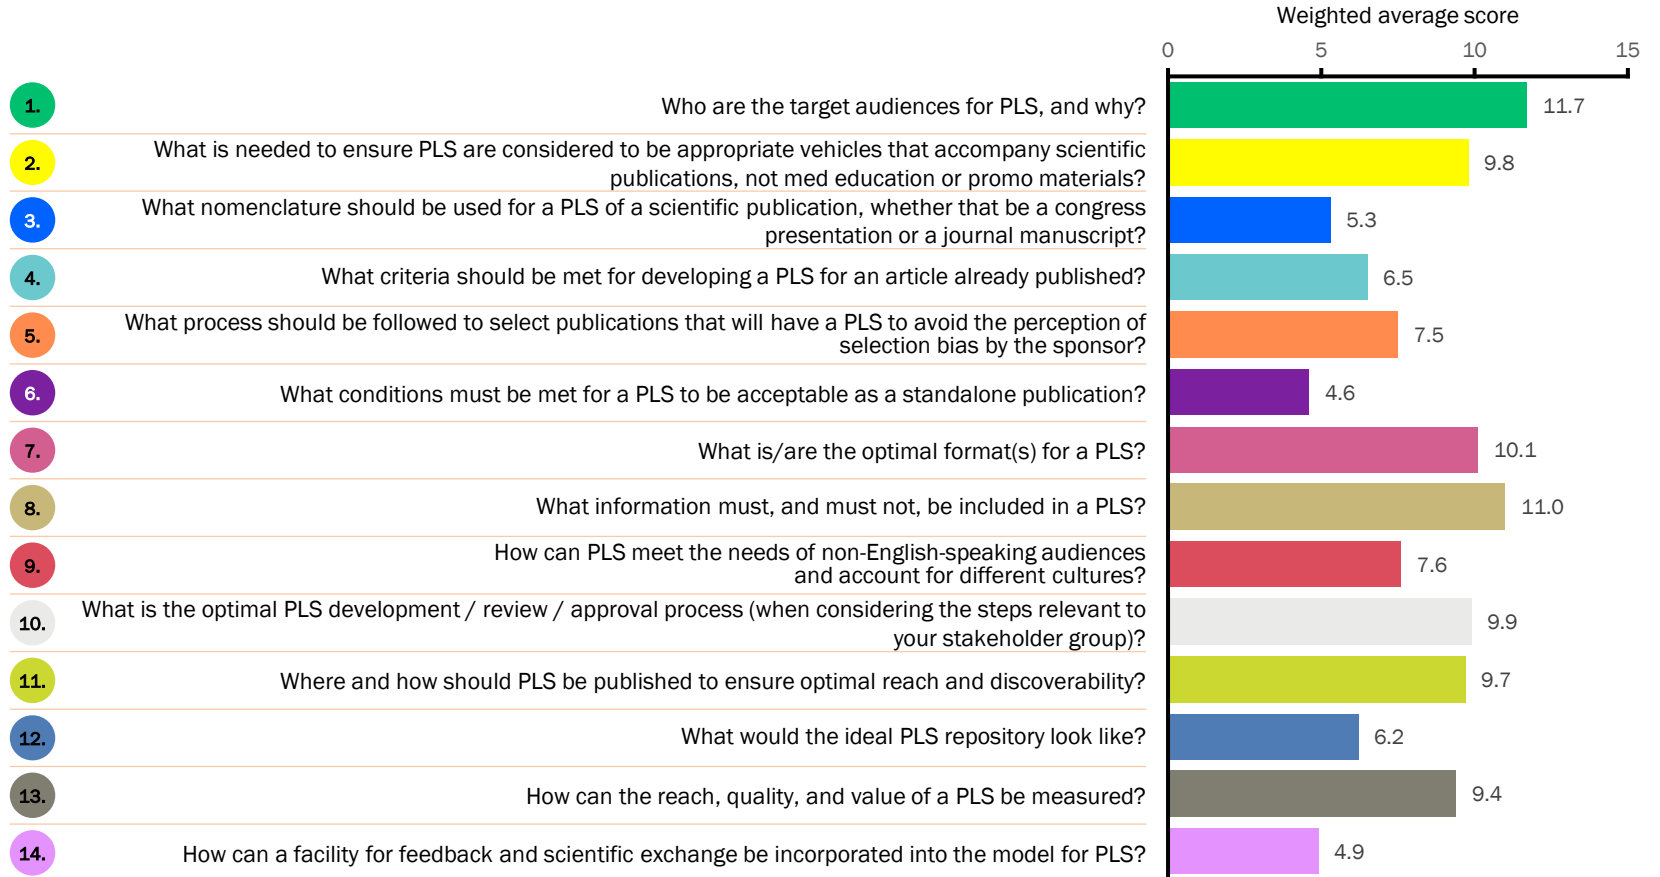 Weighted average score
0 5 10 15
1. Who are the target audiences for PLS, and why? 11.7
2. What is needed to ensure PLS are considered to be appropriate vehicles that accompany scientific
publications, not med education or promo materials? 9.8
3. What nomenclature should be used for a PLS of a scientific publication, whether that be a congress
presentation or a journal manuscript? 5.3
4. What criteria should be met for developing a PLS for an article already published? 6.5
5. What process should be followed to select publications that will have a PLS to avoid the perception of
selection bias by the sponsor? 7.5
6. What conditions must be met for a PLS to be acceptable as a standalone publication? 4.6
7. What is/are the optimal format(s) for a PLS? 10.1
8. What information must, and must not, be included in a PLS? 11.0
9. How can PLS meet the needs of non-English-speaking audiences
and account for different cultures? 7.6
10. What is the optimal PLS development / review / approval process (when considering the steps relevant to
your stakeholder group)? 9.9
11. Where and how should PLS be published to ensure optimal reach and discoverability? 9.7
12. What would the ideal PLS repository look like? 6.2
13. How can the reach, quality, and value of a PLS be measured? 9.4
14. How can a facility for feedback and scientific exchange be incorporated into the model for PLS? 4.9